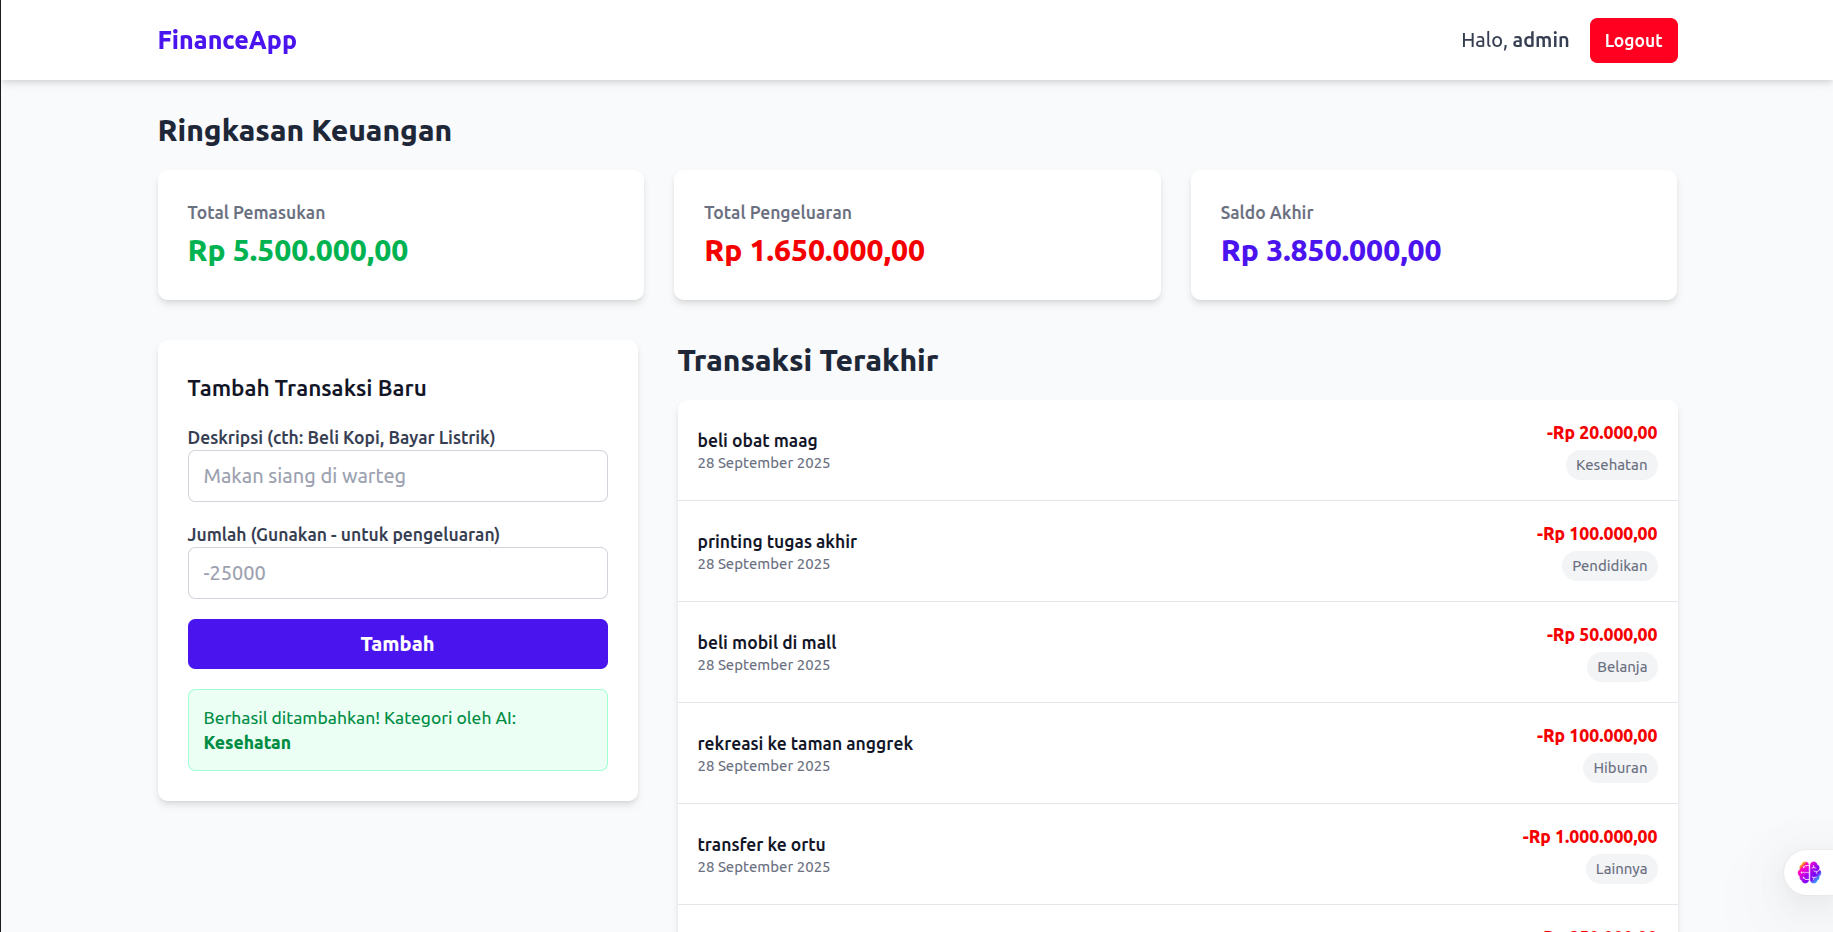 FinanceApp
Halo, admin
Logout
Ringkasan Keuangan
Total Pemasukan
Rp 5.500.000,00
Total Pengeluaran
Rp 1.650.000,00
Saldo Akhir
Rp 3.850.000,00
Tambah Transaksi Baru
Deskripsi (cth: Beli Kopi, Bayar Listrik)
Makan siang di warteg
Jumlah (Gunakan - untuk pengeluaran)
-25000
Tambah
Berhasil ditambahkan! Kategori oleh AI:
Kesehatan
Transaksi Terakhir
beli obat maag
28 September 2025
-Rp 20.000,00
Kesehatan
printing tugas akhir
28 September 2025
-Rp 100.000,00
Pendidikan
beli mobil di mall
28 September 2025
-Rp 50.000,00
Belanja
rekreasi ke taman anggrek
28 September 2025
-Rp 100.000,00
Hiburan
transfer ke ortu
28 September 2025
-Rp 1.000.000,00
Lainnya